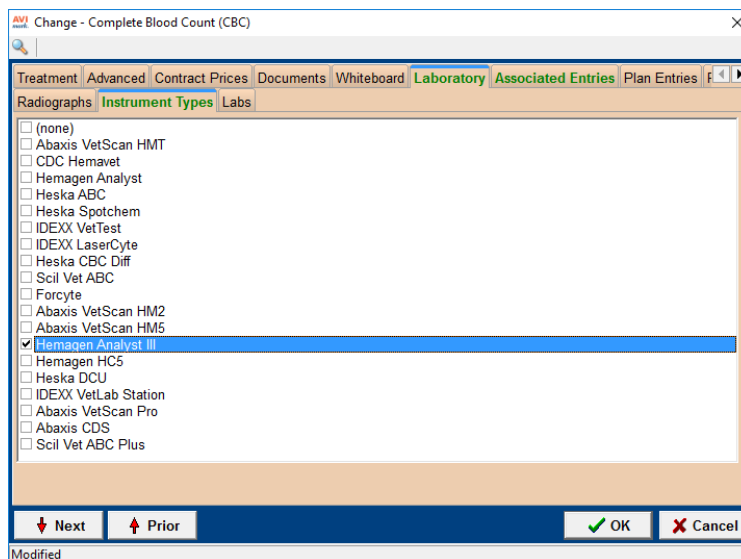 AVI mark Change - Complete Blood Count (CBC)
Treatment Advanced Contract Prices Documents Whiteboard Laboratory Associated Entries Plan Entries
Radiographs Instrument Types Labs
(none)
Abaxis VetScan HMT
CDC Hemavet
Hemagen Analyst
Heska ABC
Heska Spotchem
IDEXX VetTest
IDEXX LaserCyte
Heska CBC Diff
Scil Vet ABC
Forcyte
Abaxis VetScan HM2
Abaxis VetScan HM5
Hemagen Analyst III
Hemagen HC5
Heska DCU
IDEXX VetLab Station
Abaxis VetScan Pro
Abaxis CDS
Scil Vet ABC Plus
Next Prior OK Cancel
Modified